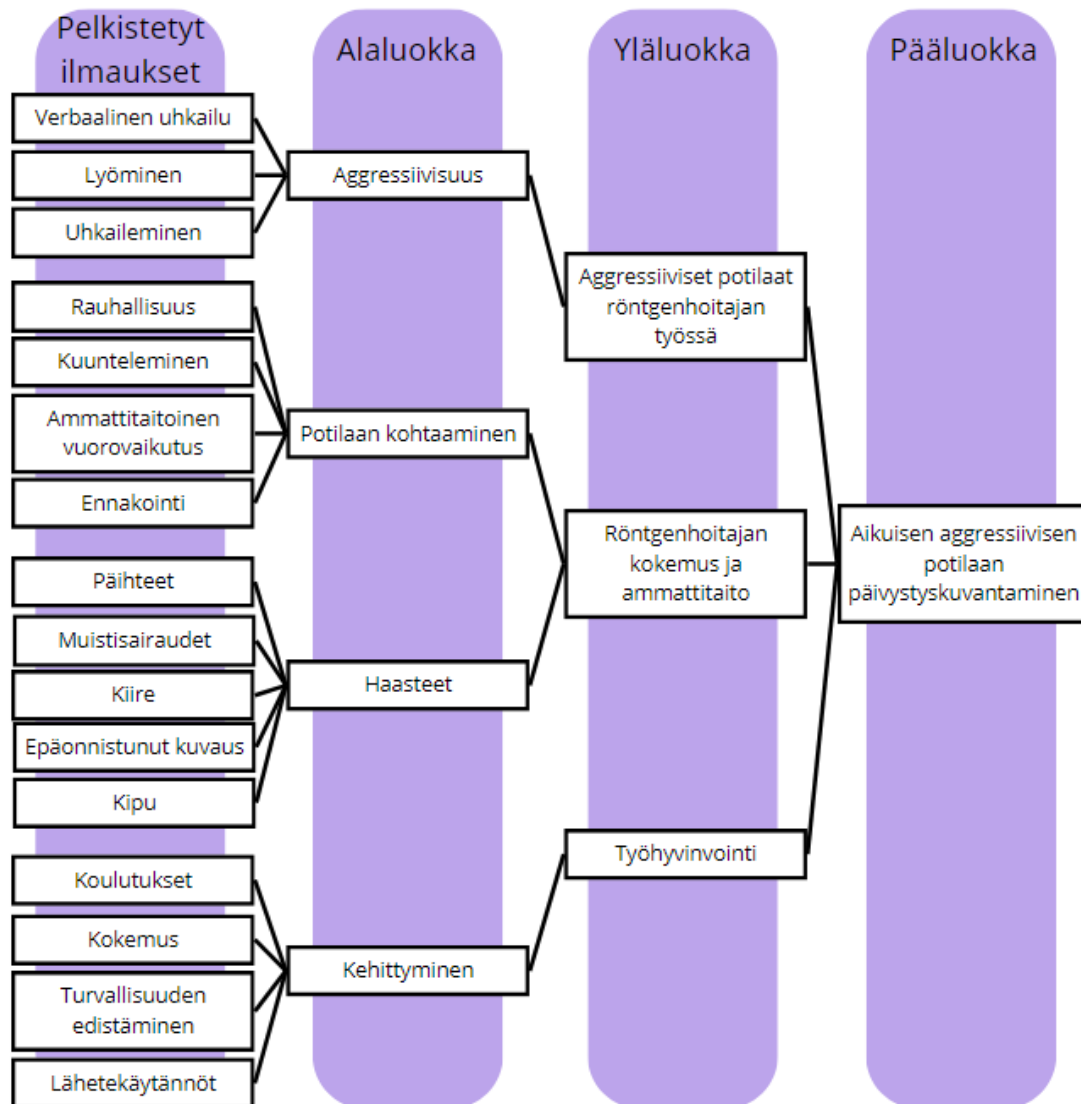 Pelkistetyt
ilmaukset
Alaluokka
Yläluokka
Pääluokka
Verbaalinen uhkailu
Lyöminen
Uhkaileminen
Rauhallisuus
Kuunteleminen
Ammattitaitoinen
vuorovaikutus
Ennakointi
Päihteet
Muistisairaudet
Kiire
Epäonnistunut kuvaus
Kipu
Koulutukset
Kokemus
Turvallisuuden
edistäminen
Lähetekäytännöt
Aggressiivisuus
Potilaan kohtaaminen
Haasteet
Kehittyminen
Aggressiiviset potilaat
röntgenhoitajan
työssä
Röntgenhoitajan
kokemus ja
ammattitaito
Työhyvinvointi
Aikuisen aggressiivisen
potilaan
päivystyskuvantaminen